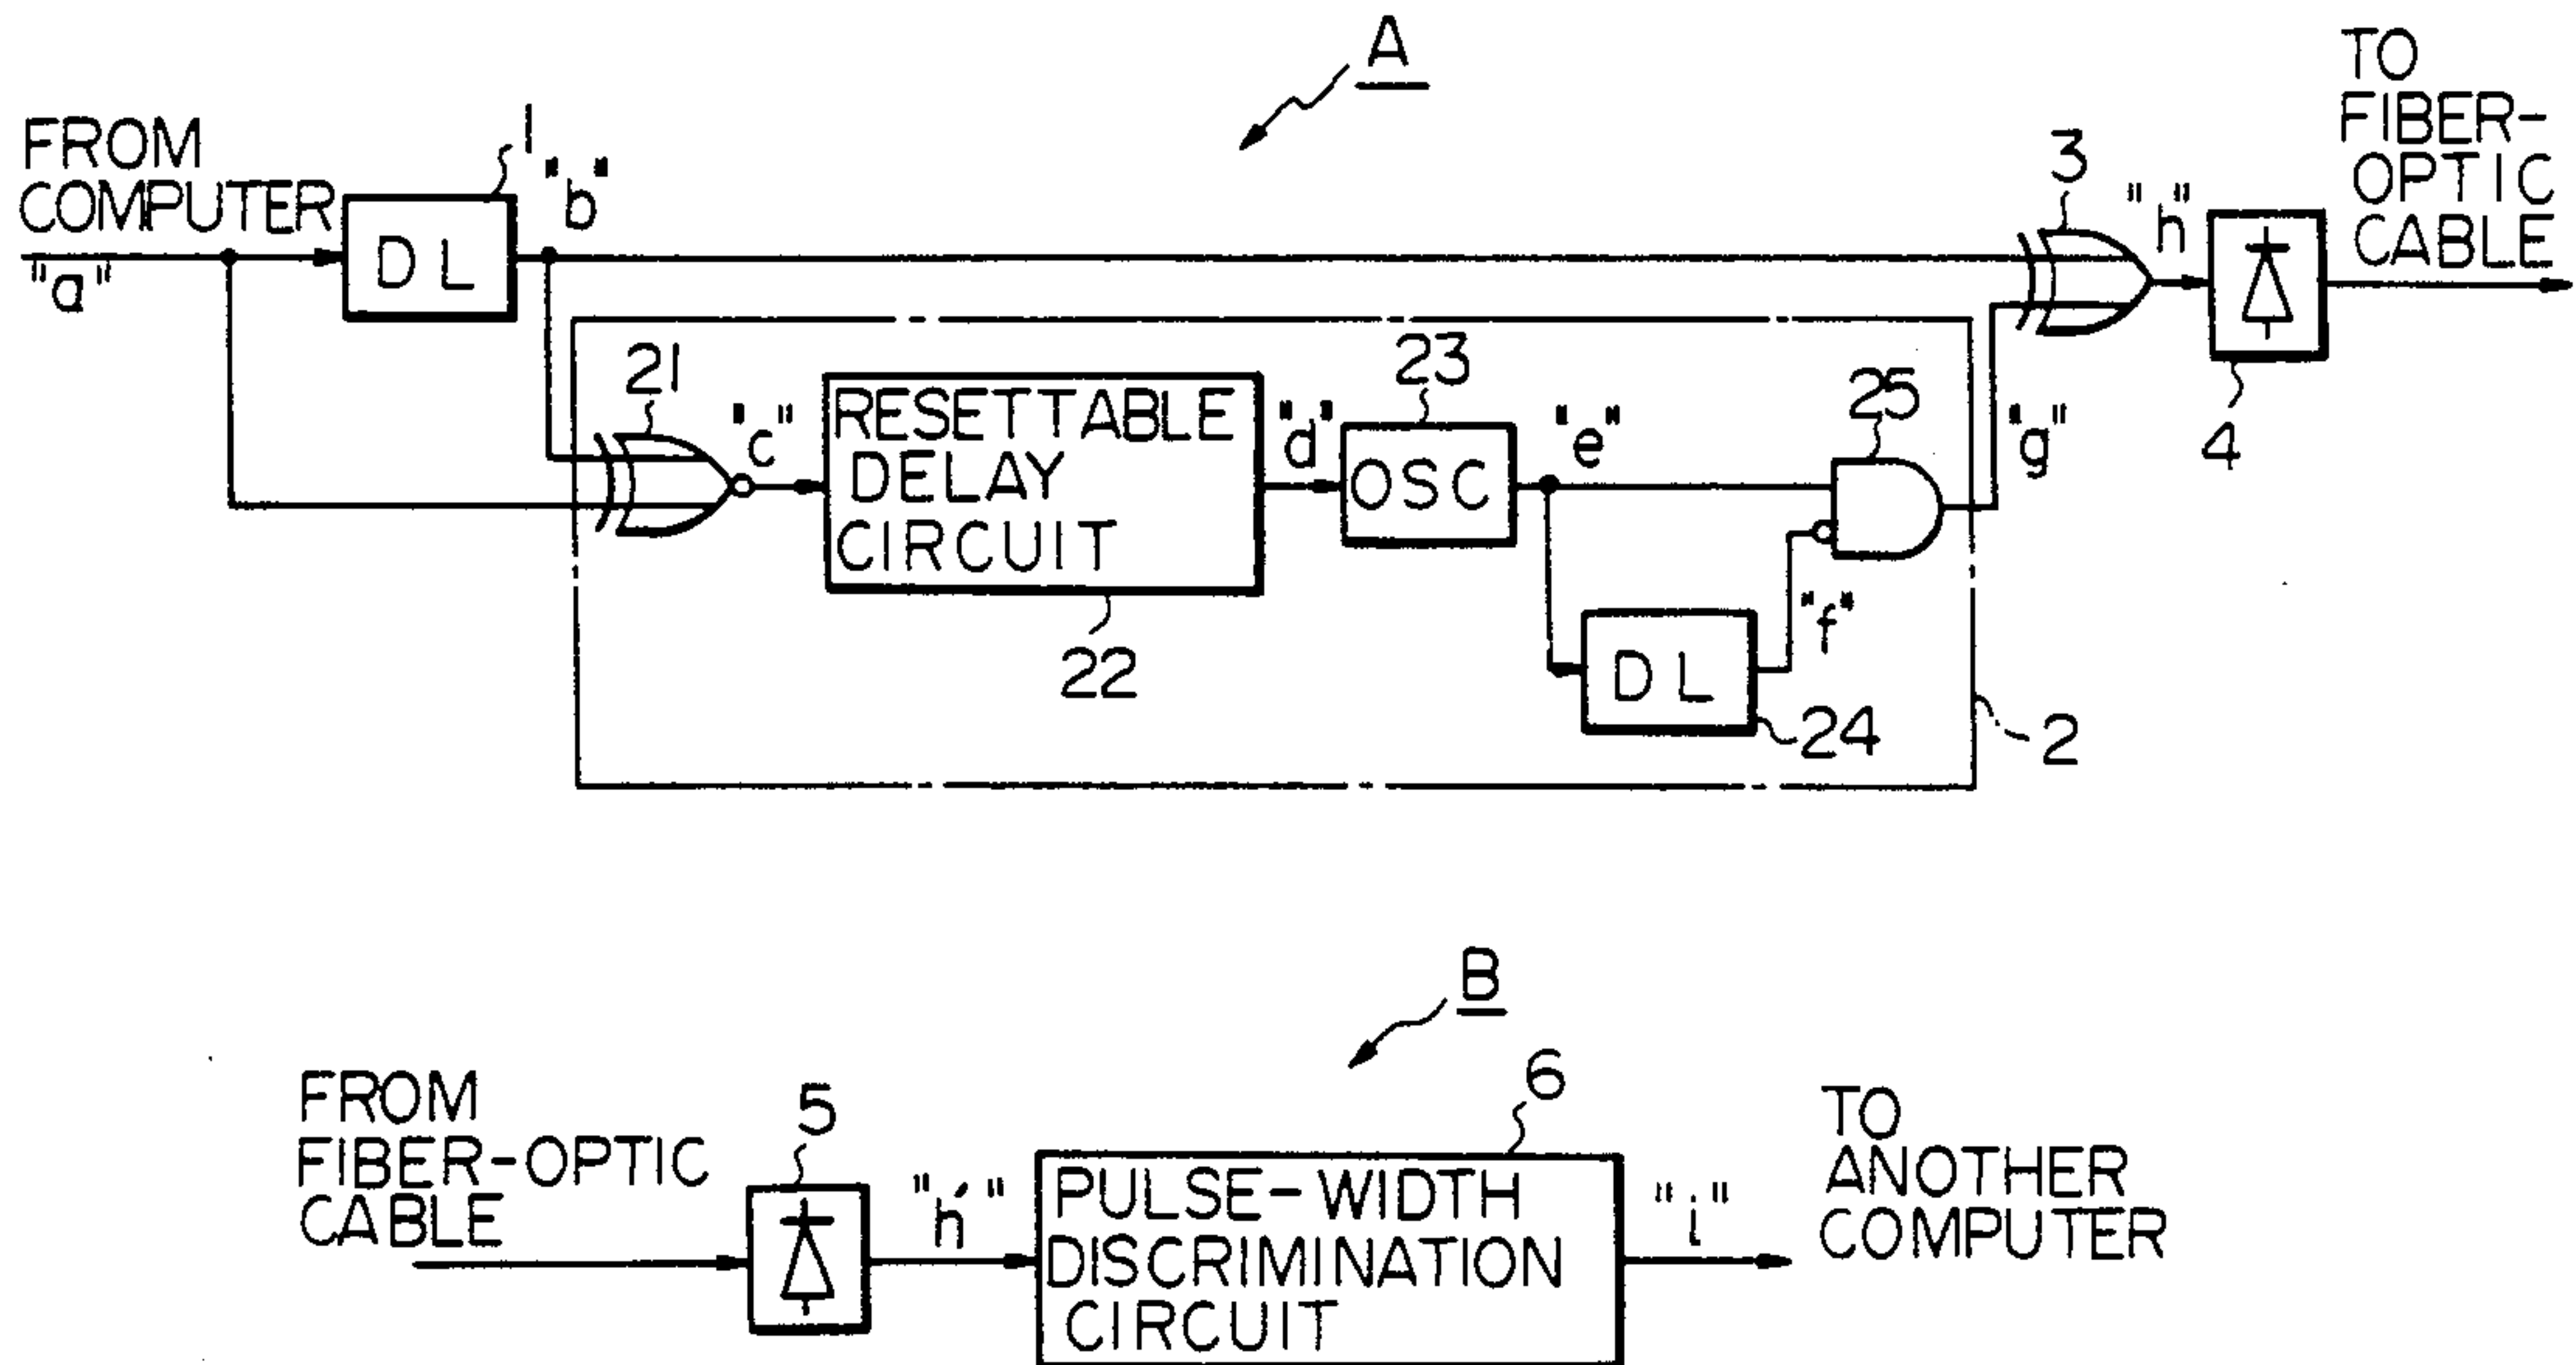 A
FROM
COMPUTER
"a"
1
DL
"b"
3
"h"
TO
FIBER-
OPTIC
CABLE
4
21
"c"
RESETTABLE
DELAY
CIRCUIT
22
"d"
23
OSC
"e"
25
"g"
"f"
DL
24
2
B
FROM
FIBER-OPTIC
CABLE
5
"h'"
6
PULSE-WIDTH
DISCRIMINATION
CIRCUIT
"i"
TO
ANOTHER
COMPUTER